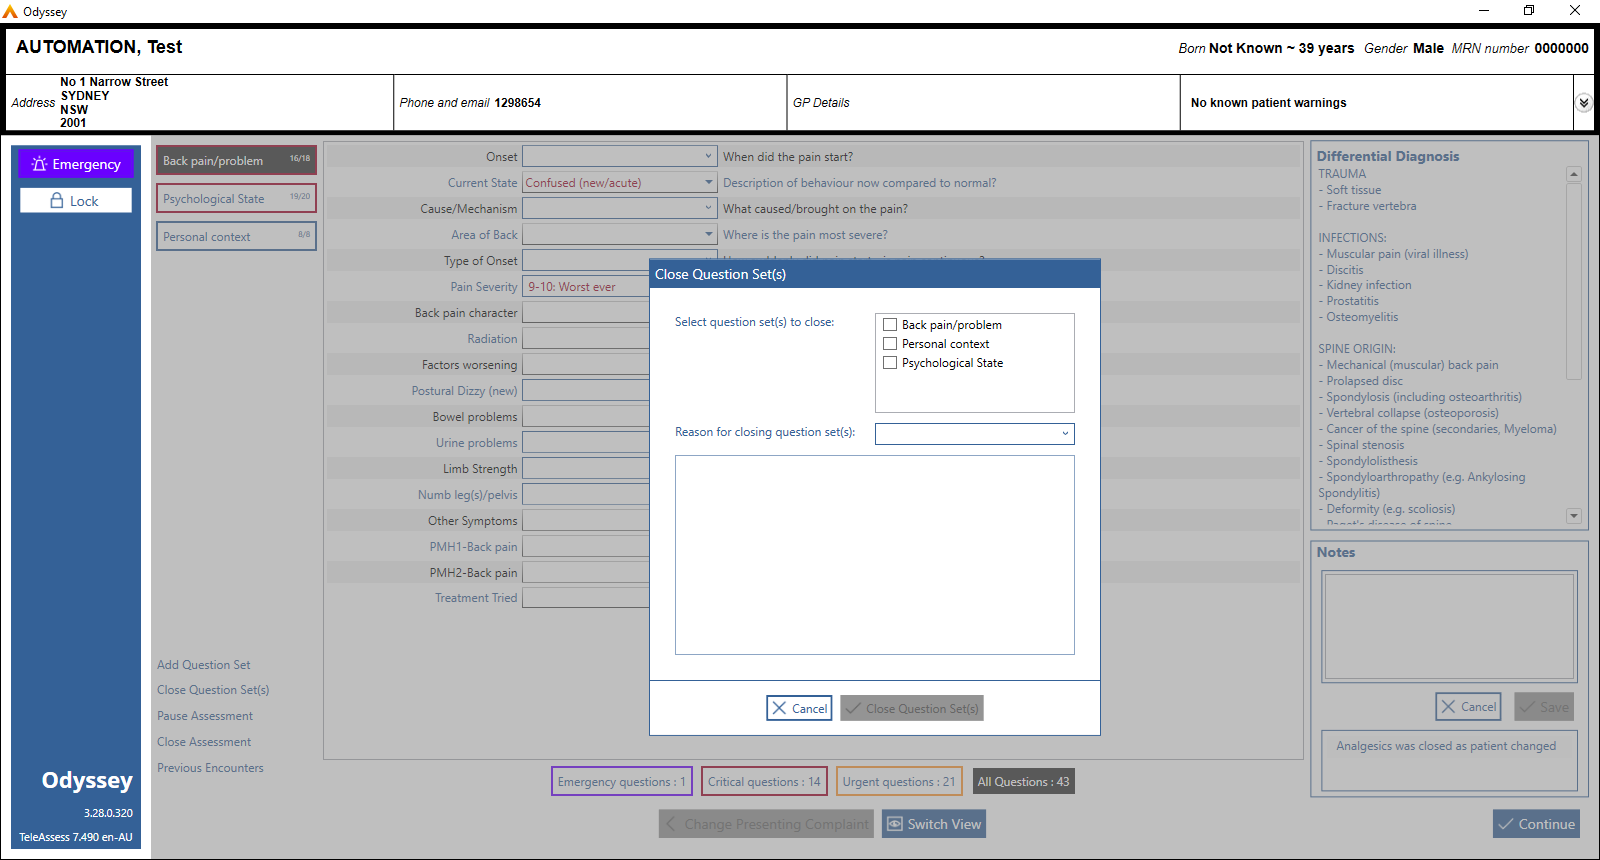 Odyssey
AUTOMATION, Test
Born Not Known ~ 39 years Gender Male MRN number 0000000
Address
No 1 Narrow Street
SYDNEY
NSW
2001
Phone and email 1298654
GP Details
No known patient warnings
Emergency
Lock
Odyssey
3.28.0.320
TeleAssess 7.490 en-AU
Back pain/problem 16/18
Psychological State 19/20
Personal context 8/8
Add Question Set
Close Question Set(s)
Pause Assessment
Close Assessment
Previous Encounters
Onset When did the pain start?
Current State Confused (new/acute) Description of behaviour now compared to normal?
Cause/Mechanism What caused/brought on the pain?
Area of Back Where is the pain most severe?
Type of Onset
Pain Severity 9-10: Worst ever
Back pain character
Radiation
Factors worsening
Postural Dizzy (new)
Bowel problems
Urine problems
Limb Strength
Numb leg(s)/pelvis
Other Symptoms
PMH1-Back pain
PMH2-Back pain
Treatment Tried
Close Question Set(s)
Select question set(s) to close:
Back pain/problem
Personal context
Psychological State
Reason for closing question set(s):
Cancel
Close Question Set(s)
Emergency questions : 1
Critical questions : 14
Urgent questions : 21
All Questions : 43
Change Presenting Complaint
Switch View
Differential Diagnosis
TRAUMA
- Soft tissue
- Fracture vertebra
INFECTIONS:
- Muscular pain (viral illness)
- Discitis
- Kidney infection
- Prostatitis
- Osteomyelitis
SPINE ORIGIN:
- Mechanical (muscular) back pain
- Prolapsed disc
- Spondylosis (including osteoarthritis)
- Vertebral collapse (osteoporosis)
- Cancer of the spine (secondaries, Myeloma)
- Spinal stenosis
- Spondylolisthesis
- Spondyloarthropathy (e.g. Ankylosing
Spondylitis)
- Deformity (e.g. scoliosis)
Notes
Cancel
Save
Analgesics was closed as patient changed
Continue